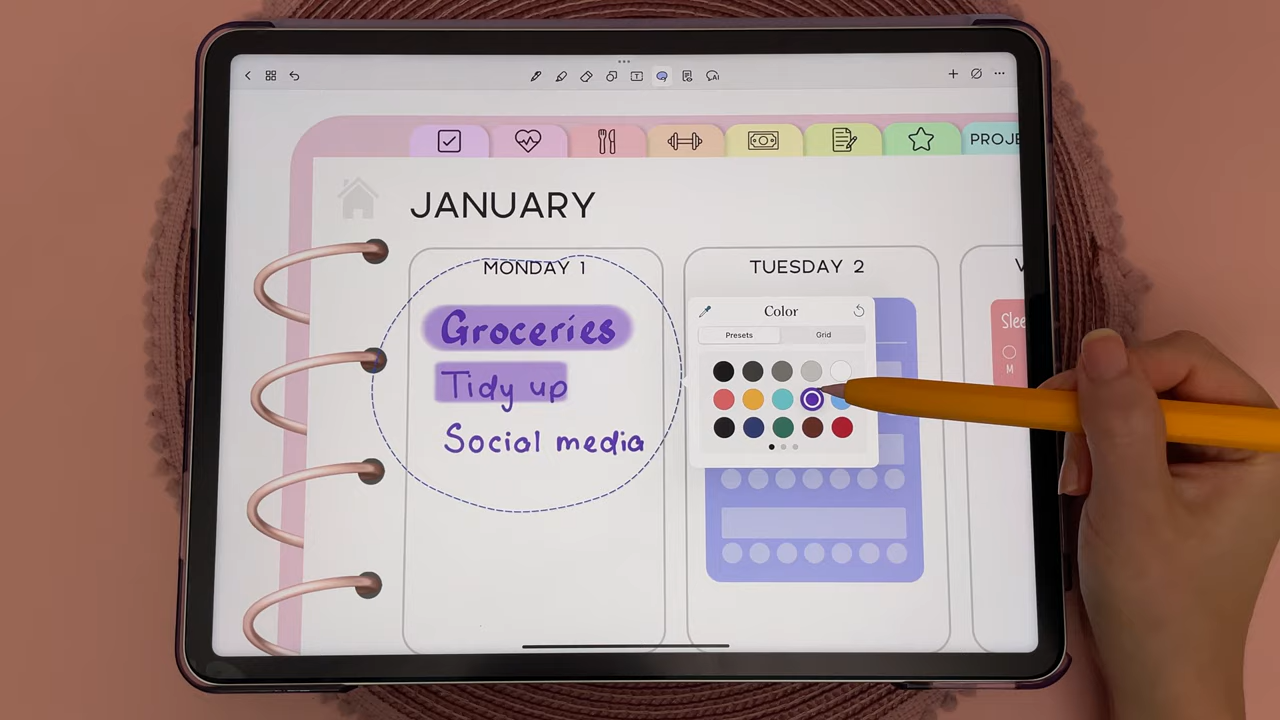 PROJE
JANUARY
MONDAY 1
Groceries
Tidy up
Social media
TUESDAY 2
Color
Presets
Grid
Slee
M